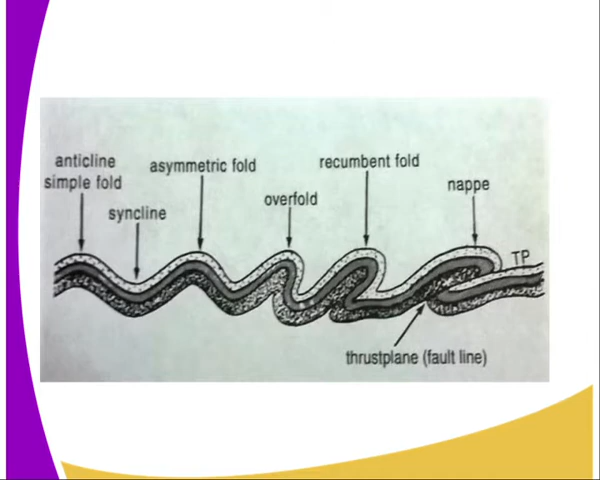 anticline
simple fold
syncline
asymmetric fold
overfold
recumbent fold
nappe
TP
thrustplane (fault line)